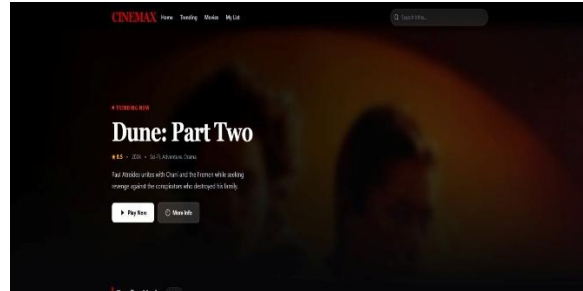 CINEMAX Home Trending Movies My List
TRENDING NOW
Dune: Part Two
★ 8.5 • 2024 • Sci-Fi, Adventure, Drama
Paul Atreides unites with Chani and the Fremen while seeking
revenge against the conspirators who destroyed his family.
Play Now More Info